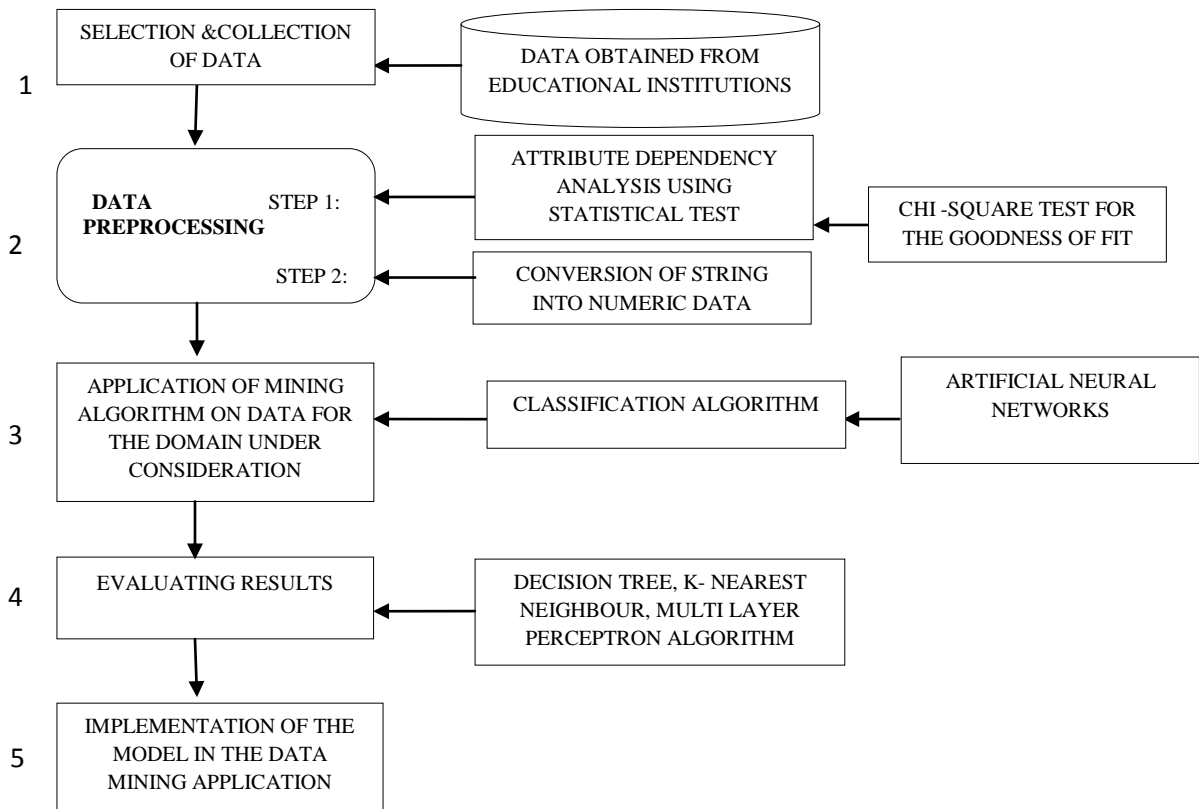 SELECTION &COLLECTION
OF DATA
DATA OBTAINED FROM
EDUCATIONAL INSTITUTIONS
1
DATA
PREPROCESSING
STEP 1:
STEP 2:
ATTRIBUTE DEPENDENCY
ANALYSIS USING
STATISTICAL TEST
CHI -SQUARE TEST FOR
THE GOODNESS OF FIT
2
CONVERSION OF STRING
INTO NUMERIC DATA
APPLICATION OF MINING
ALGORITHM ON DATA FOR
THE DOMAIN UNDER
CONSIDERATION
3
CLASSIFICATION ALGORITHM
ARTIFICIAL NEURAL
NETWORKS
4
EVALUATING RESULTS
DECISION TREE, K- NEAREST
NEIGHBOUR, MULTI LAYER
PERCEPTRON ALGORITHM
5
IMPLEMENTATION OF THE
MODEL IN THE DATA
MINING APPLICATION